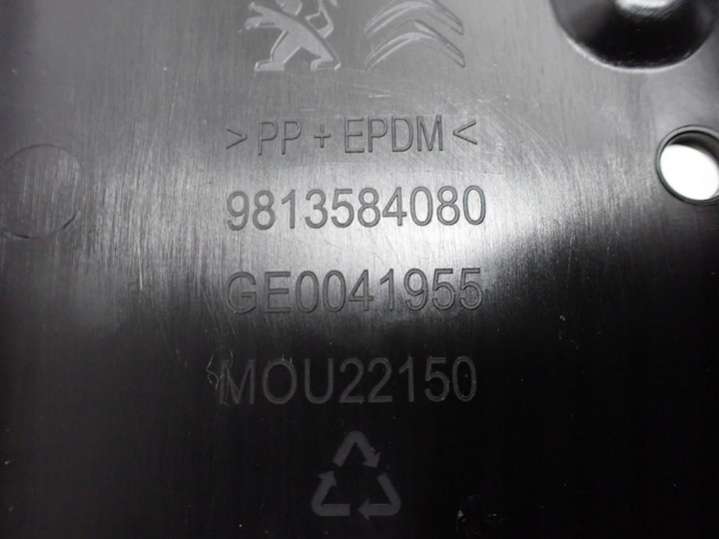 > PP + EPDM <
9813584080
GE0041955
MOU22150